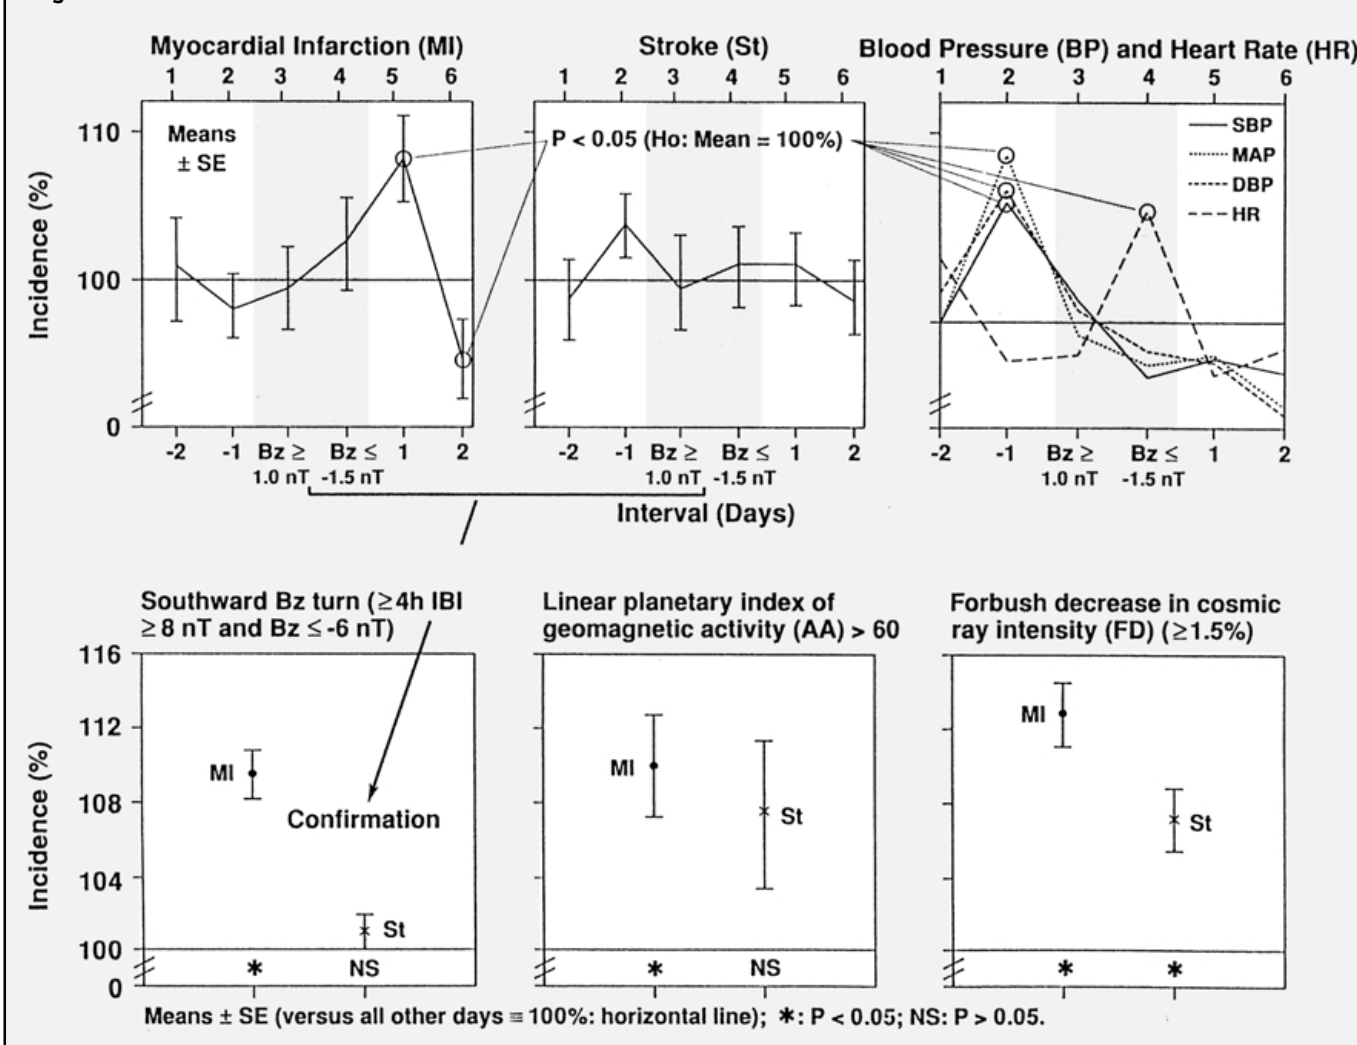 Myocardial Infarction (MI)
Stroke (St)
Blood Pressure (BP) and Heart Rate (HR)
1 2 3 4 5 6
1 2 3 4 5 6
1 2 3 4 5 6
Means
± SE
P < 0.05 (Ho: Mean = 100%)
SBP
MAP
DBP
HR
Incidence (%)
110
100
0
-2 -1 Bz ≥ Bz ≤ 1 2
1.0 nT -1.5 nT
-2 -1 Bz ≥ Bz ≤ 1 2
1.0 nT -1.5 nT
-2 -1 Bz ≥ Bz ≤ 1 2
1.0 nT -1.5 nT
Interval (Days)
Southward Bz turn (≥4h IBI
≥ 8 nT and Bz ≤ -6 nT)
Linear planetary index of
geomagnetic activity (AA) > 60
Forbush decrease in cosmic
ray intensity (FD) (≥1.5%)
Incidence (%)
116
112
108
104
100
0
MI
Confirmation
St
* NS
MI
St
* NS
MI
St
* *
Means ± SE (versus all other days ≡ 100%: horizontal line); *: P < 0.05; NS: P > 0.05.